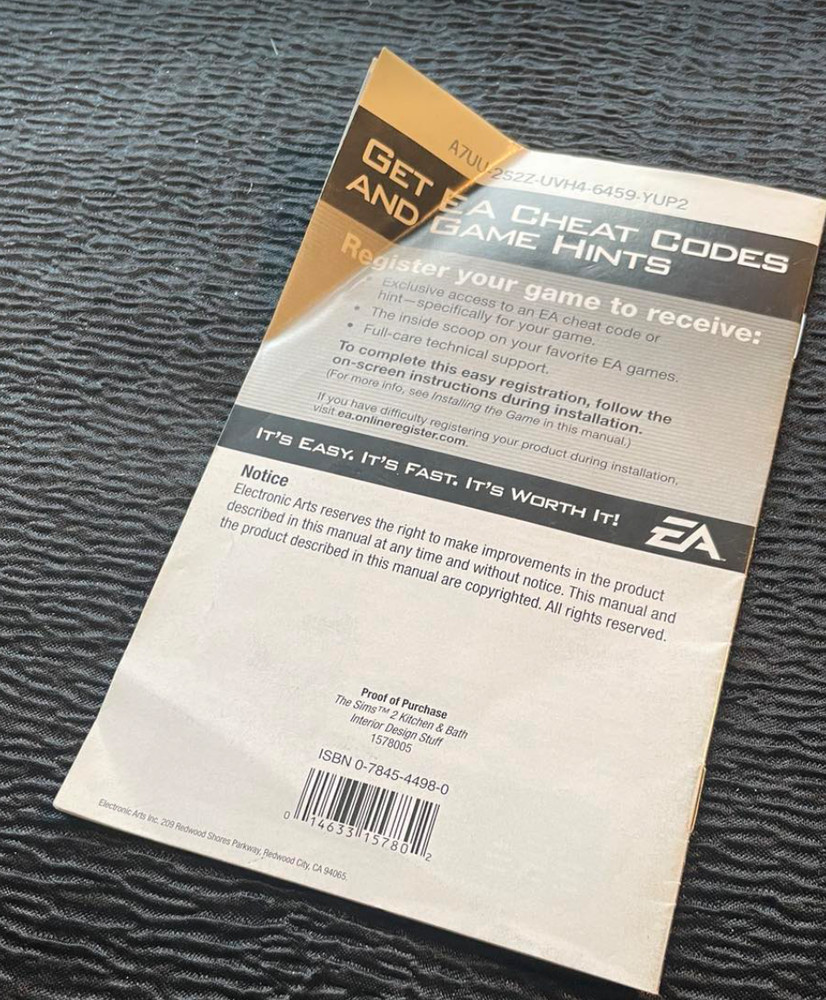 A7UU-2S2Z-UVH4-6459-YUP2
GET EA CHEAT CODES
AND GAME HINTS
Register your game to receive:
Exclusive access to an EA cheat code or
hint—specifically for your game.
• The inside scoop on your favorite EA games.
• Full-care technical support.
To complete this easy registration, follow the
on-screen instructions during installation.
(For more info, see Installing the Game in this manual.)
If you have difficulty registering your product during installation,
visit ea.onlineregister.com.
IT'S EASY. IT'S FAST. IT'S WORTH IT!
EA
Notice
Electronic Arts reserves the right to make improvements in the product
described in this manual at any time and without notice. This manual and
the product described in this manual are copyrighted. All rights reserved.
Proof of Purchase
The Sims™ 2 Kitchen & Bath
Interior Design Stuff
1578005
ISBN 0-7845-4498-0
0 14633 15780 2
Electronic Arts Inc. 209 Redwood Shores Parkway, Redwood City, CA 94065.